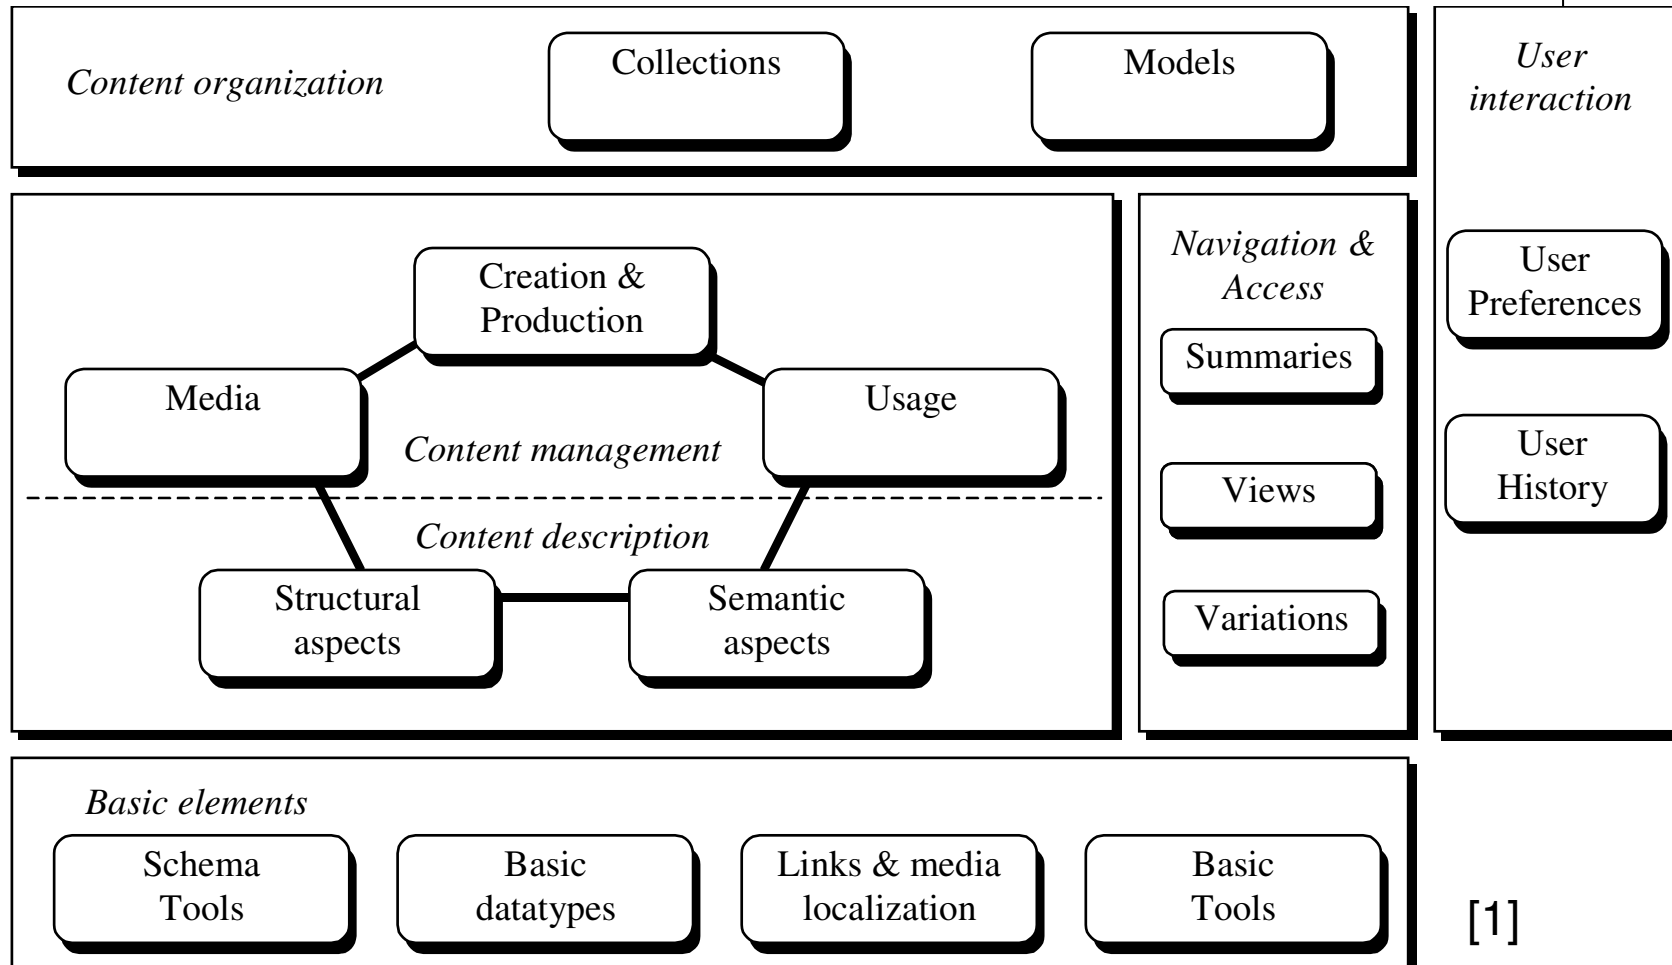 Content organization
Collections
Models
User
interaction
Creation &
Production
Media
Usage
Content management
Content description
Structural
aspects
Semantic
aspects
Navigation &
Access
Summaries
Views
Variations
User
Preferences
User
History
Basic elements
Schema
Tools
Basic
datatypes
Links & media
localization
Basic
Tools
[1]